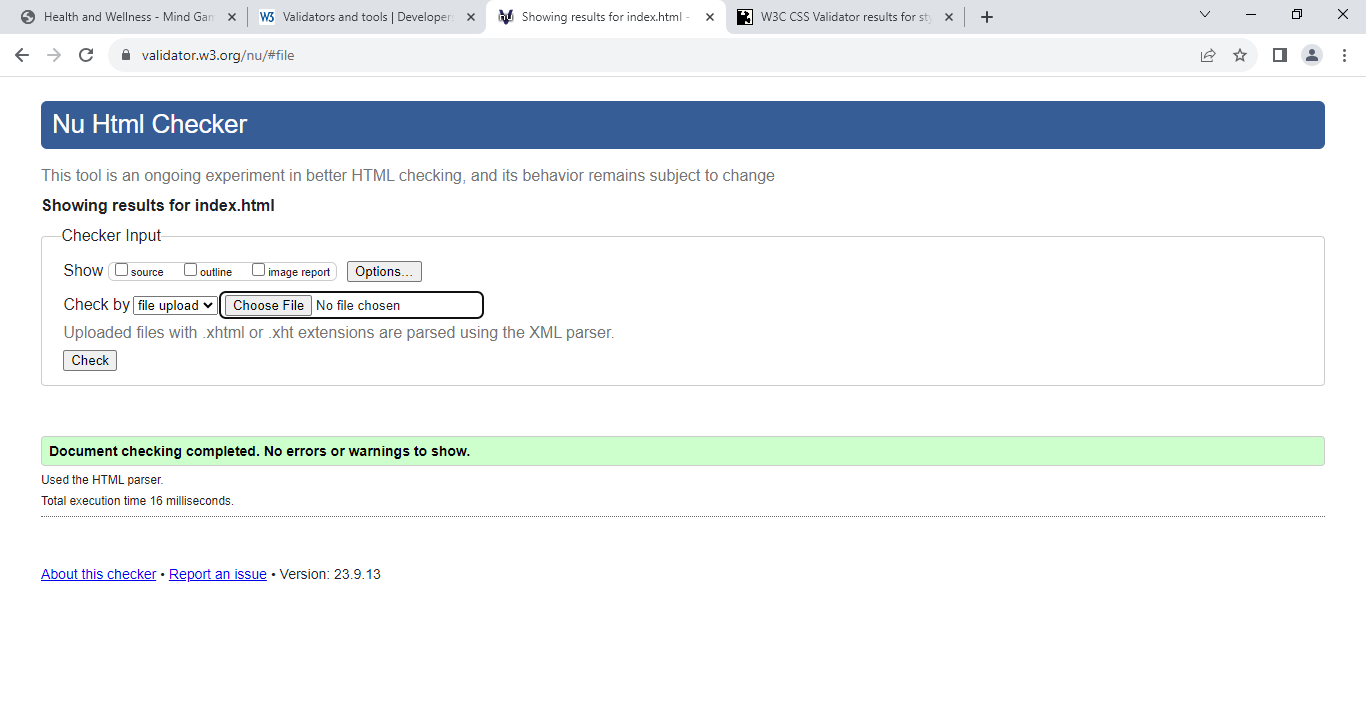 Health and Wellness - Mind Gam
Validators and tools | Developers
Showing results for index.html -
W3C CSS Validator results for sty
validator.w3.org/nu/#file
Nu Html Checker
This tool is an ongoing experiment in better HTML checking, and its behavior remains subject to change
Showing results for index.html
Checker Input
Show source outline image report Options...
Check by file upload Choose File No file chosen
Uploaded files with .xhtml or .xht extensions are parsed using the XML parser.
Check
Document checking completed. No errors or warnings to show.
Used the HTML parser.
Total execution time 16 milliseconds.
About this checker • Report an issue • Version: 23.9.13